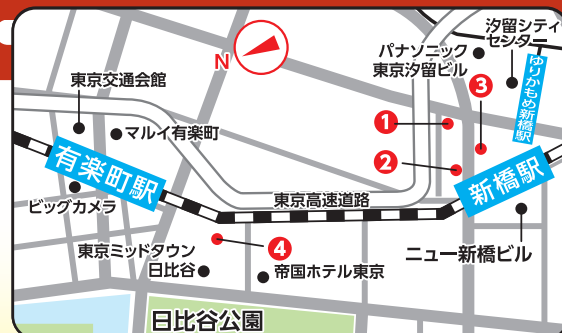 汐留シティ
センター
パナソニック
東京汐留ビル
N
東京交通会館
マルイ有楽町
ゆりかもめ新橋駅
1
3
2
有楽町駅
新橋駅
ビッグカメラ
東京高速道路
東京ミッドタウン
日比谷
4
帝国ホテル東京
ニュー新橋ビル
日比谷公園